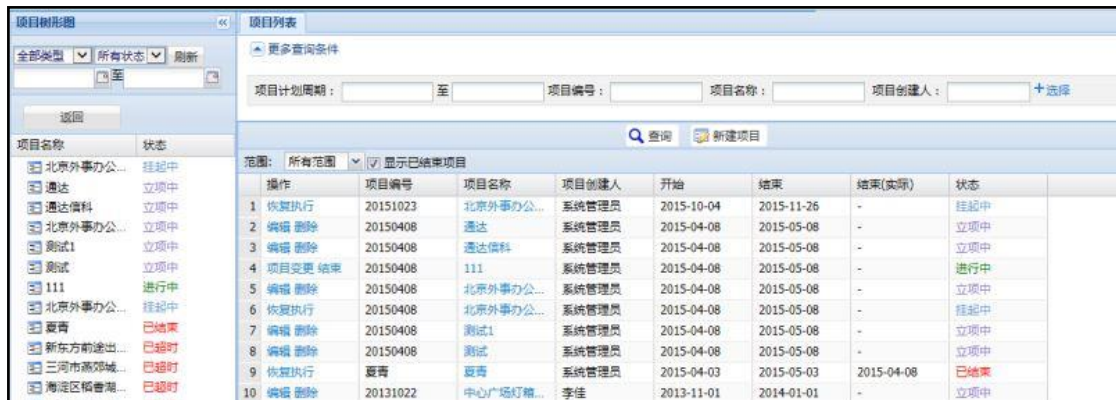 项目树形图
全部类型 所有状态 刷新
至
返回
项目名称 状态
北京外事办公... 挂起中
通达 立项中
通达信科 立项中
北京外事办公... 立项中
测试1 立项中
测试 立项中
111 进行中
北京外事办公... 挂起中
夏青 已结束
新东方前途出... 已超时
三河市燕郊城... 已超时
海淀区稻香湖... 已超时
项目列表
更多查询条件
项目计划周期: 至 项目编号: 项目名称: 项目创建人: +选择
查询 新建项目
范围: 所有范围 显示已结束项目
操作 项目编号 项目名称 项目创建人 开始 结束 结束(实际) 状态
1 恢复执行 20151023 北京外事办公... 系统管理员 2015-10-04 2015-11-26 - 挂起中
2 编辑 删除 20150408 通达 系统管理员 2015-04-08 2015-05-08 - 立项中
3 编辑 删除 20150408 通达信科 系统管理员 2015-04-08 2015-05-08 - 立项中
4 项目变更 结束 20150408 111 系统管理员 2015-04-08 2015-05-08 - 进行中
5 编辑 删除 20150408 北京外事办公... 系统管理员 2015-04-08 2015-05-08 - 立项中
6 恢复执行 20150408 北京外事办公... 系统管理员 2015-04-08 2015-05-08 - 挂起中
7 编辑 删除 20150408 测试1 系统管理员 2015-04-08 2015-05-08 - 立项中
8 编辑 删除 20150408 测试 系统管理员 2015-04-08 2015-05-08 - 立项中
9 恢复执行 夏青 夏青 系统管理员 2015-04-03 2015-05-03 2015-04-08 已结束
10 编辑 删除 20131022 中心广场灯箱... 李佳 2013-11-01 2014-01-01 - 立项中